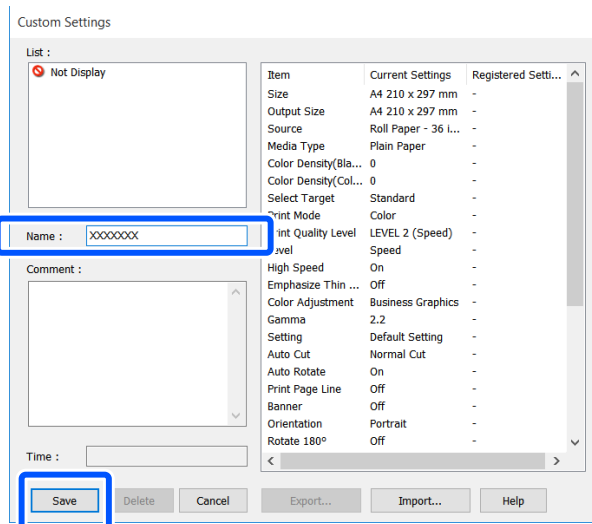 Custom Settings
List :
Not Display
Name : XXXXXXX
Comment :
Time :
Item Current Settings Registered Setti...
Size A4 210 x 297 mm -
Output Size A4 210 x 297 mm -
Source Roll Paper - 36 i... -
Media Type Plain Paper -
Color Density(Bla... 0 -
Color Density(Col... 0 -
Select Target Standard -
Print Mode Color -
rint Quality Level LEVEL 2 (Speed) -
evel Speed -
High Speed On -
Emphasize Thin ... Off -
Color Adjustment Business Graphics -
Gamma 2.2 -
Setting Default Setting -
Auto Cut Normal Cut -
Auto Rotate On -
Print Page Line Off -
Banner Off -
Orientation Portrait -
Rotate 180° Off -
Save Delete Cancel Export... Import... Help